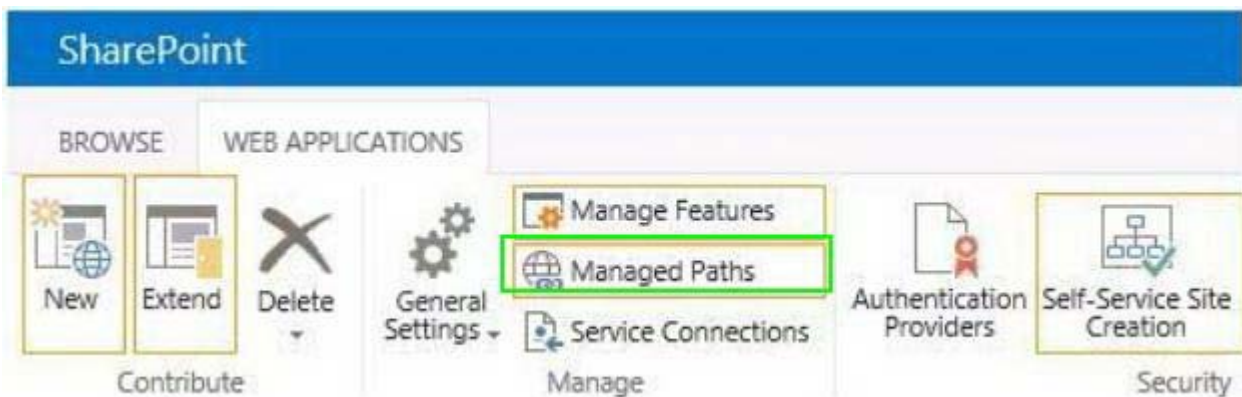 SharePoint
BROWSE WEB APPLICATIONS
New
Extend
Delete
Contribute
General
Settings
Manage Features
Managed Paths
Service Connections
Manage
Authentication
Providers
Self-Service Site
Creation
Security